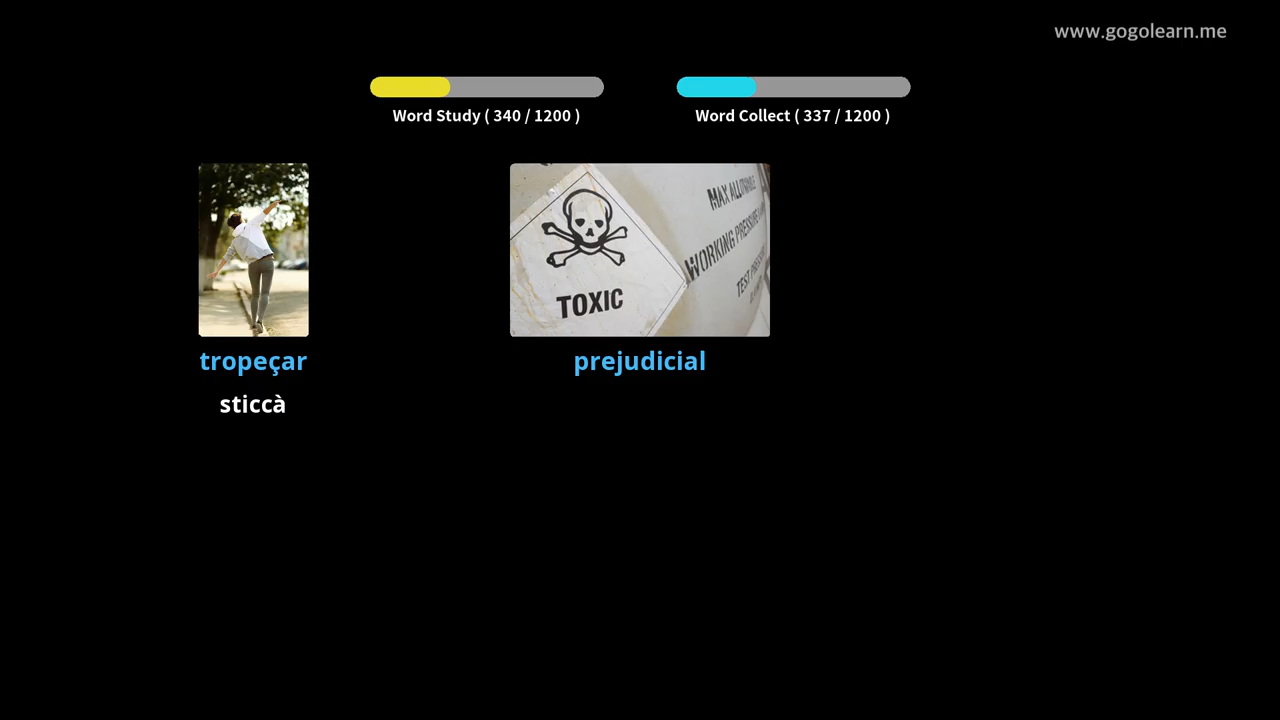 www.gogolearn.me
Word Study ( 340 / 1200 )
Word Collect ( 337 / 1200 )
TOXIC
MAX ALLOWABLE
WORKING PRESSURE
TEST
tropeçar
prejudicial
sticcà